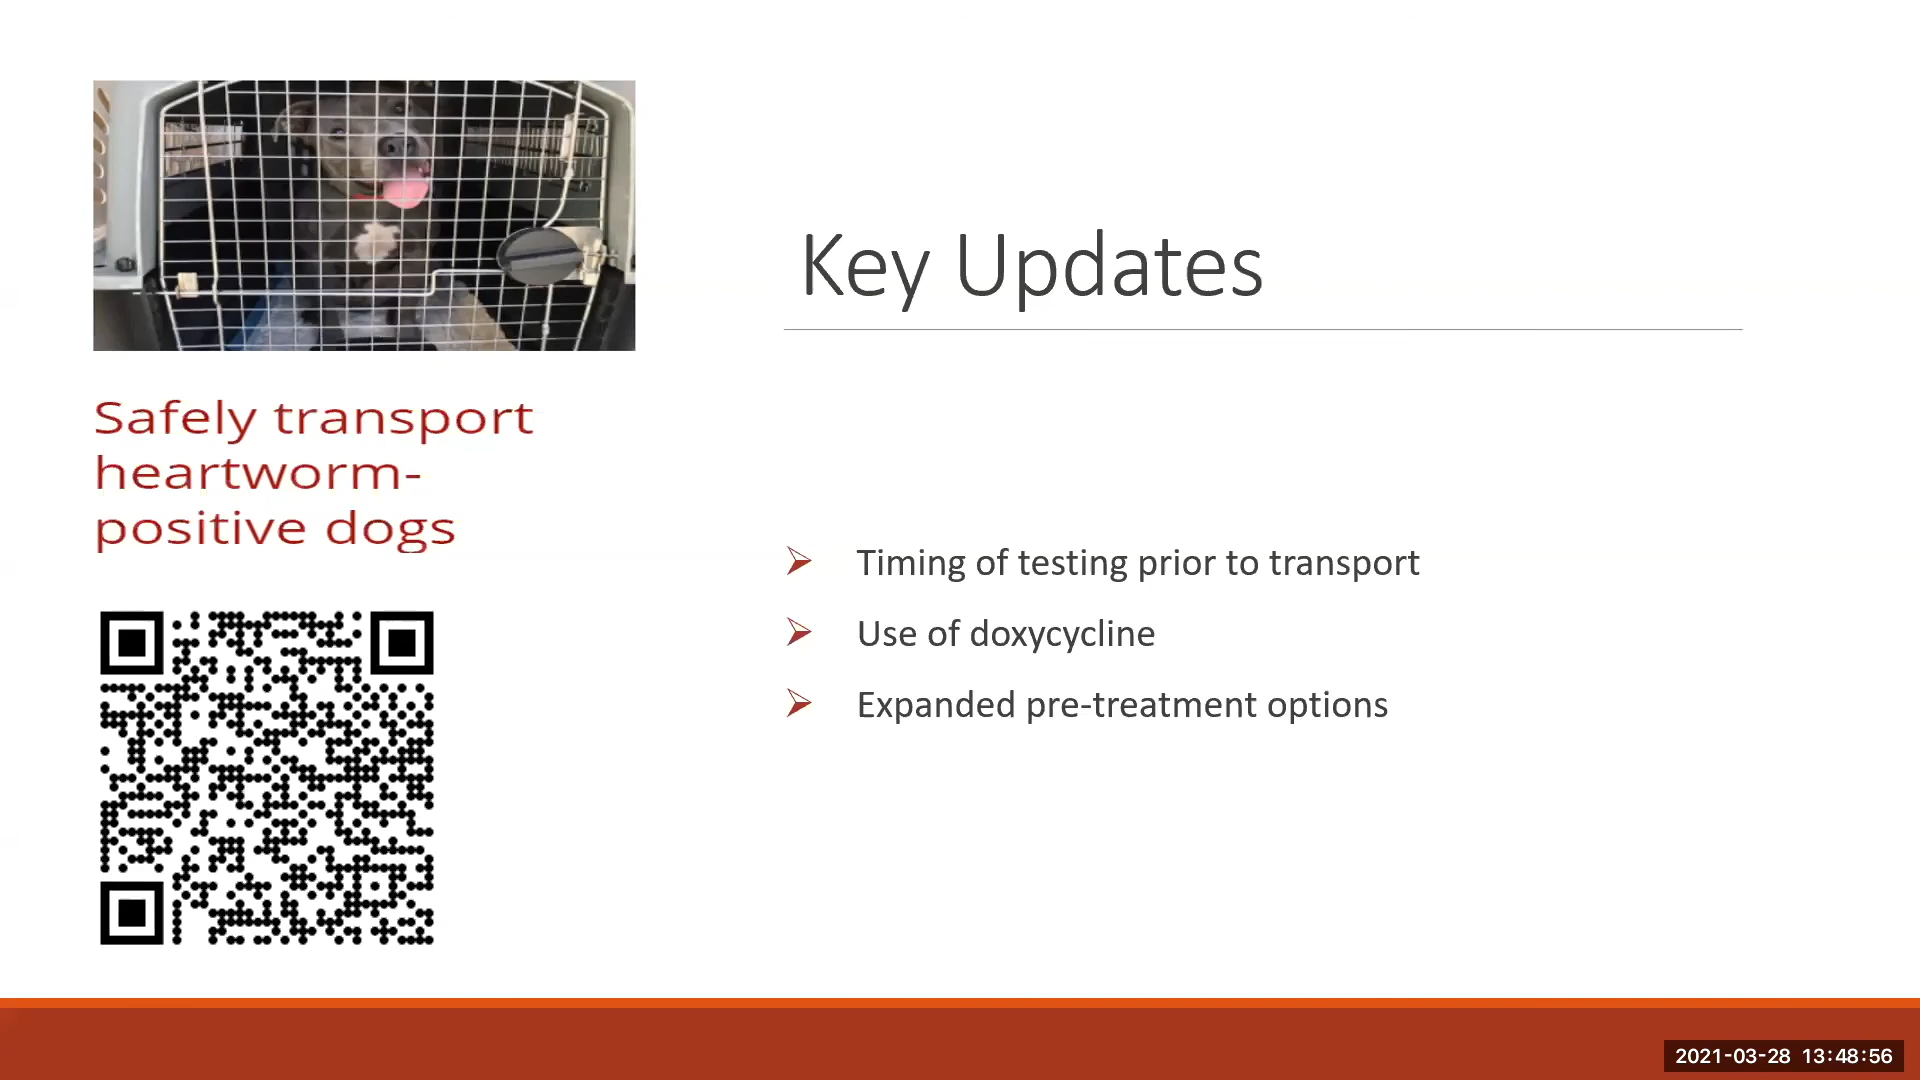 Safely transport
heartworm-
positive dogs
Key Updates
Timing of testing prior to transport
Use of doxycycline
Expanded pre-treatment options
2021-03-28 13:48:56